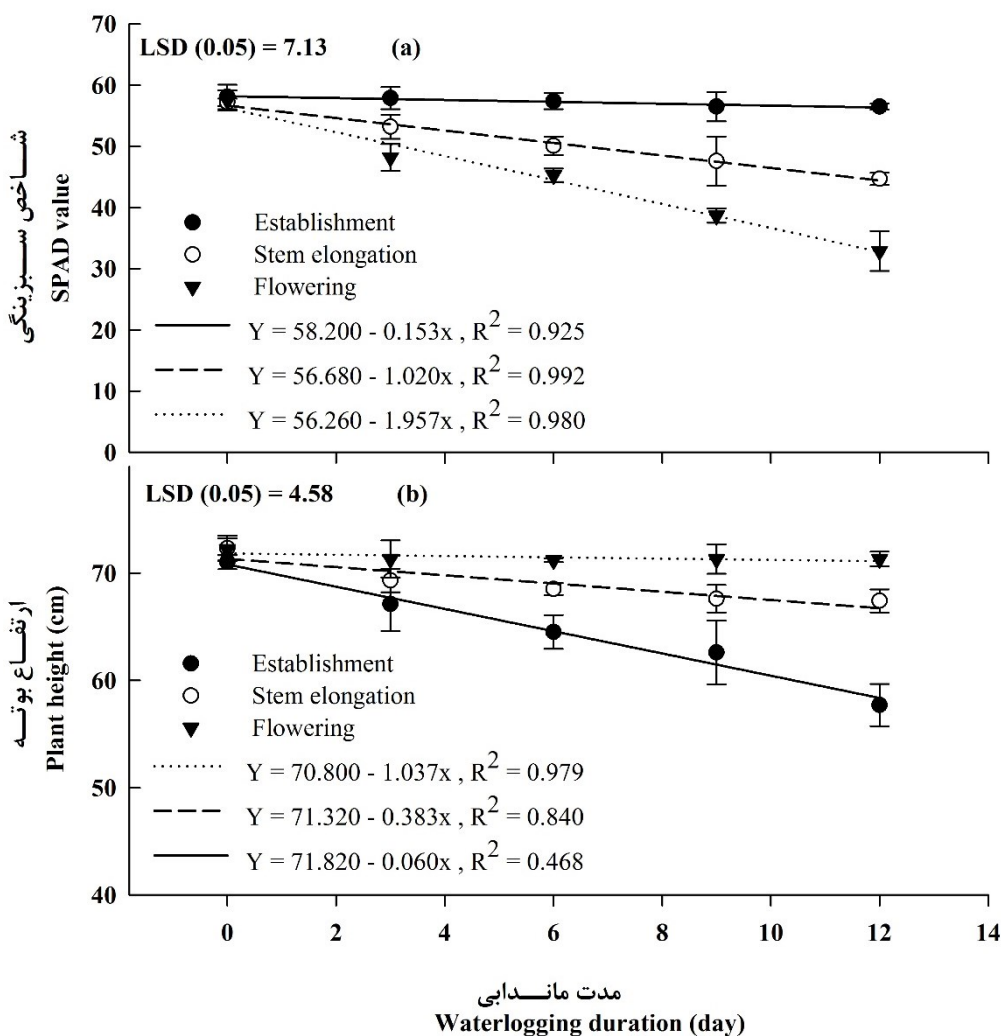 70
60
50
40
30
20
10
0
شاخص سبزینگی
SPAD value
LSD (0.05) = 7.13 (a)
Establishment
Stem elongation
Flowering
Y = 58.200 - 0.153x , R² = 0.925
Y = 56.680 - 1.020x , R² = 0.992
Y = 56.260 - 1.957x , R² = 0.980
70
60
50
40
ارتفاع بوته
Plant height (cm)
LSD (0.05) = 4.58 (b)
Establishment
Stem elongation
Flowering
Y = 70.800 - 1.037x , R² = 0.979
Y = 71.320 - 0.383x , R² = 0.840
Y = 71.820 - 0.060x , R² = 0.468
0 2 4 6 8 10 12 14
مدت ماندابی
Waterlogging duration (day)